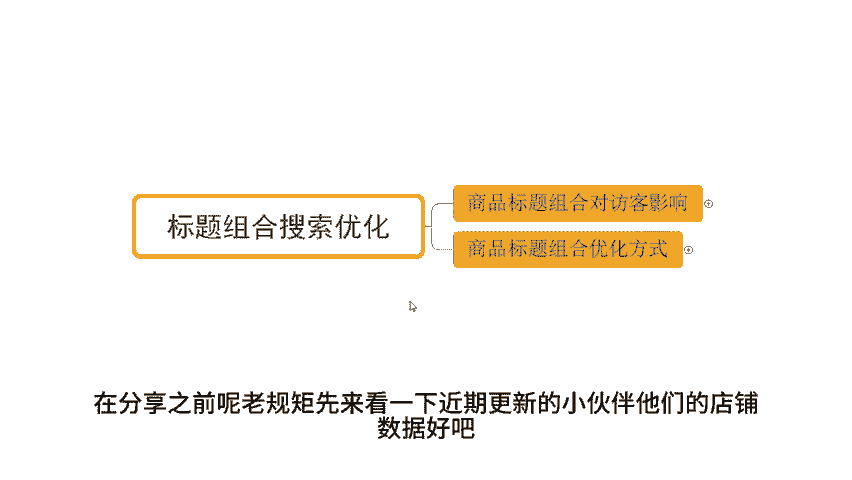 标题组合搜索优化
商品标题组合对访客影响
商品标题组合优化方式
在分享之前呢老规矩先来看一下近期更新的小伙伴他们的店铺
数据好吧